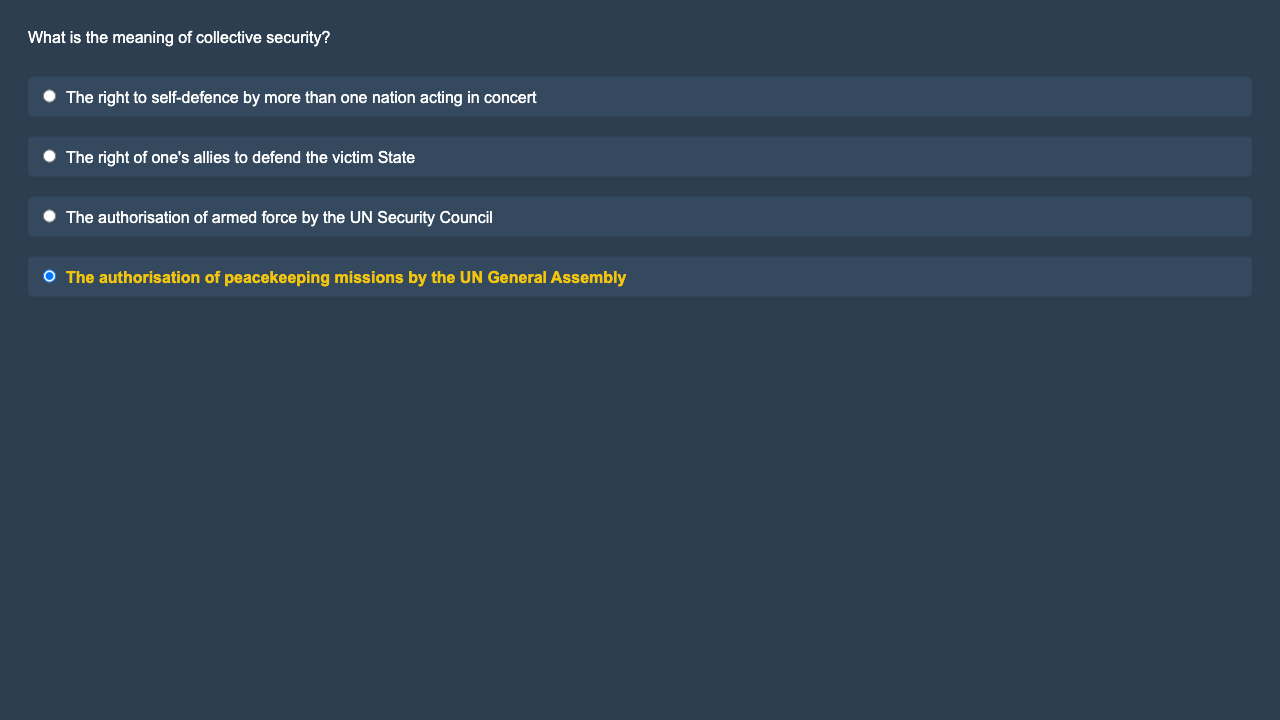 What is the meaning of collective security?
The right to self-defence by more than one nation acting in concert
The right of one's allies to defend the victim State
The authorisation of armed force by the UN Security Council
The authorisation of peacekeeping missions by the UN General Assembly